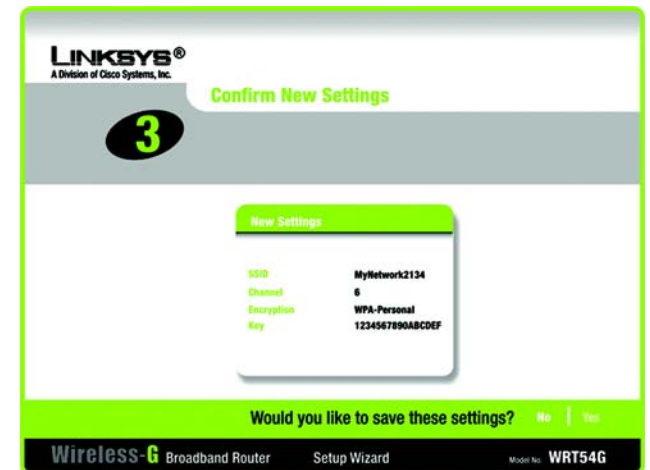 LINKSYS®
A Division of Cisco Systems, Inc.
Confirm New Settings
3
New Settings
SSID MyNetwork2134
Channel 6
Encryption WPA-Personal
Key 1234567890ABCDEF
Would you like to save these settings? No Yes
Wireless-G Broadband Router Setup Wizard Model No. WRT54G